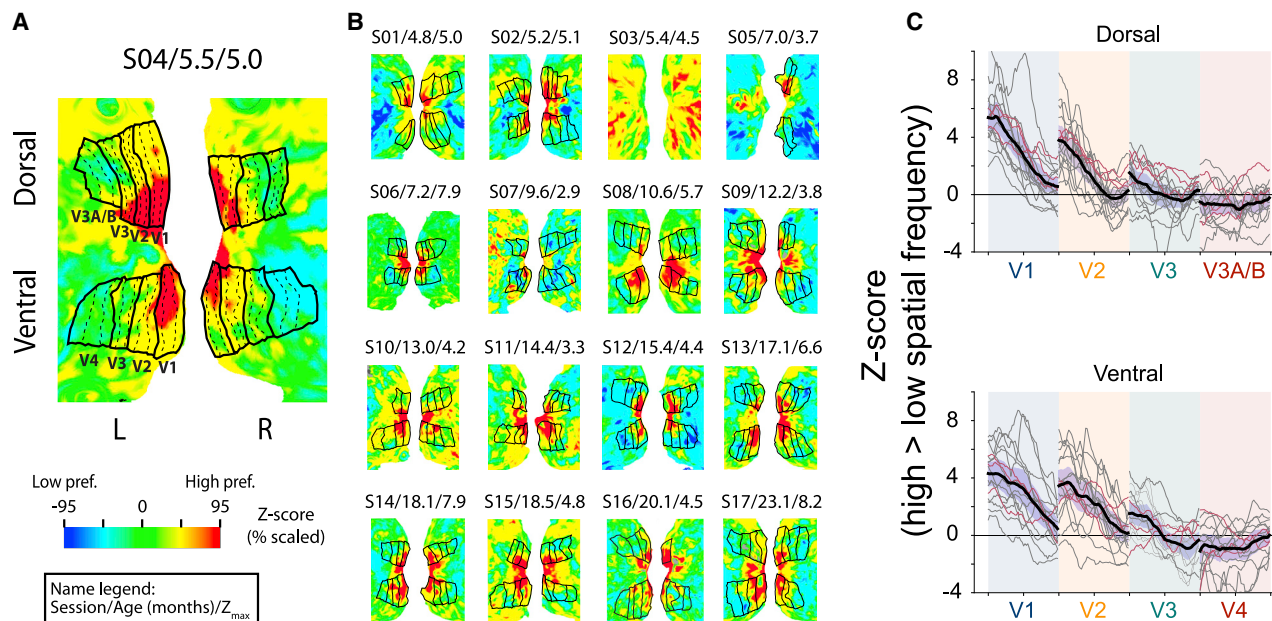 A
S04/5.5/5.0
Dorsal
V3A/B
V3
V2
V1
Ventral
V4
V3
V2
V1
L
R
Low pref.
High pref.
-95
0
95
Z-score
(% scaled)
Name legend:
Session/Age (months)/Zmax
B
S01/4.8/5.0
S02/5.2/5.1
S03/5.4/4.5
S05/7.0/3.7
S06/7.2/7.9
S07/9.6/2.9
S08/10.6/5.7
S09/12.2/3.8
S10/13.0/4.2
S11/14.4/3.3
S12/15.4/4.4
S13/17.1/6.6
S14/18.1/7.9
S15/18.5/4.8
S16/20.1/4.5
S17/23.1/8.2
C
Z-score
(high > low spatial frequency)
Dorsal
8
4
0
-4
V1
V2
V3
V3A/B
Ventral
8
4
0
-4
V1
V2
V3
V4